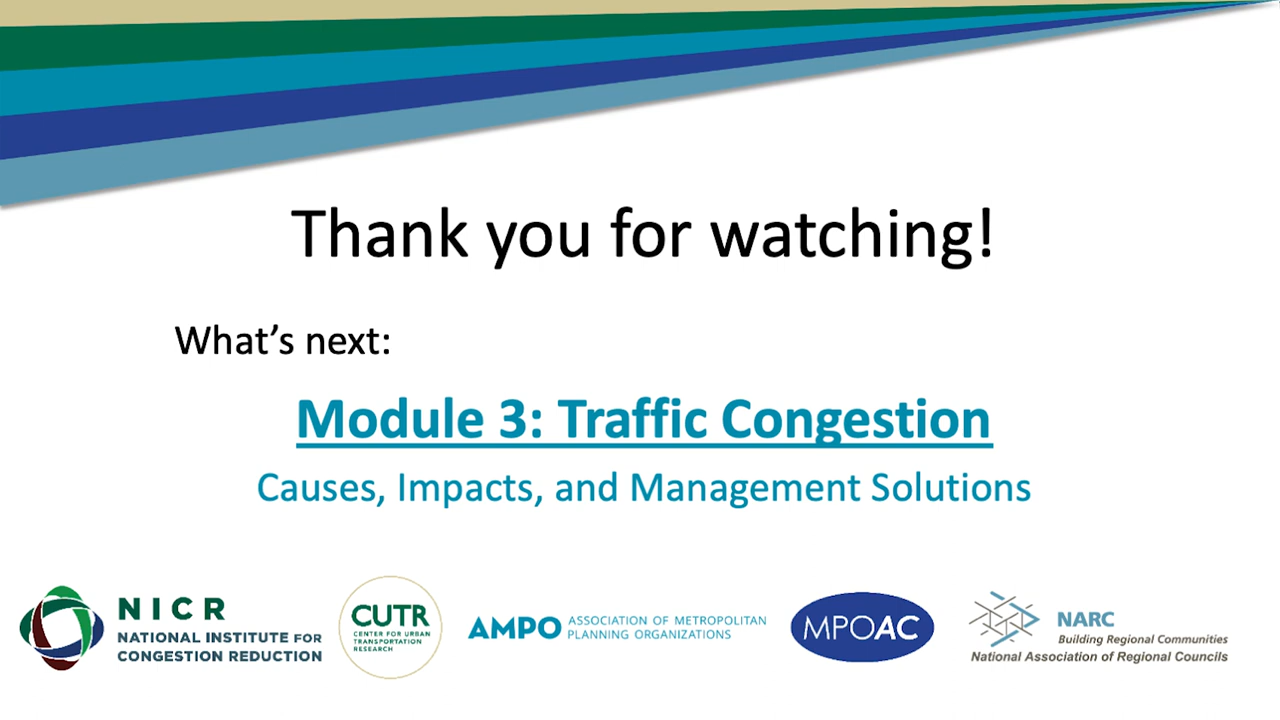 Thank you for watching!
What's next:
Module 3: Traffic Congestion
Causes, Impacts, and Management Solutions
NICR
NATIONAL INSTITUTE FOR
CONGESTION REDUCTION
CUTR
CENTER FOR URBAN
TRANSPORTATION
RESEARCH
AMPO
ASSOCIATION OF METROPOLITAN
PLANNING ORGANIZATIONS
MPOAC
NARC
Building Regional Communities
National Association of Regional Councils